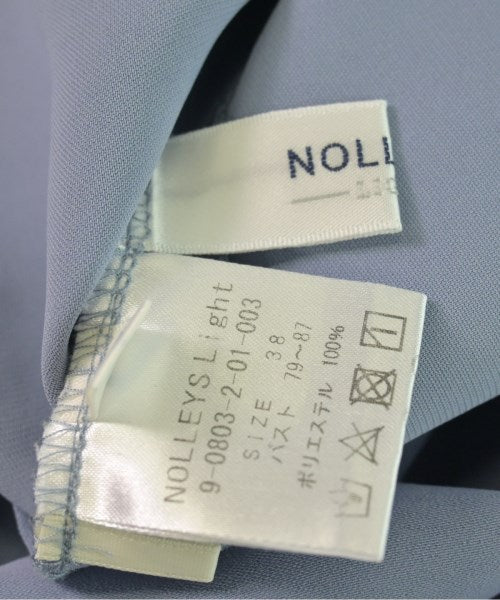 NOLL
NOLLEYS Light
9-0803-2-01-003
SIZE 38
バスト 79～87
ポリエステル 100%